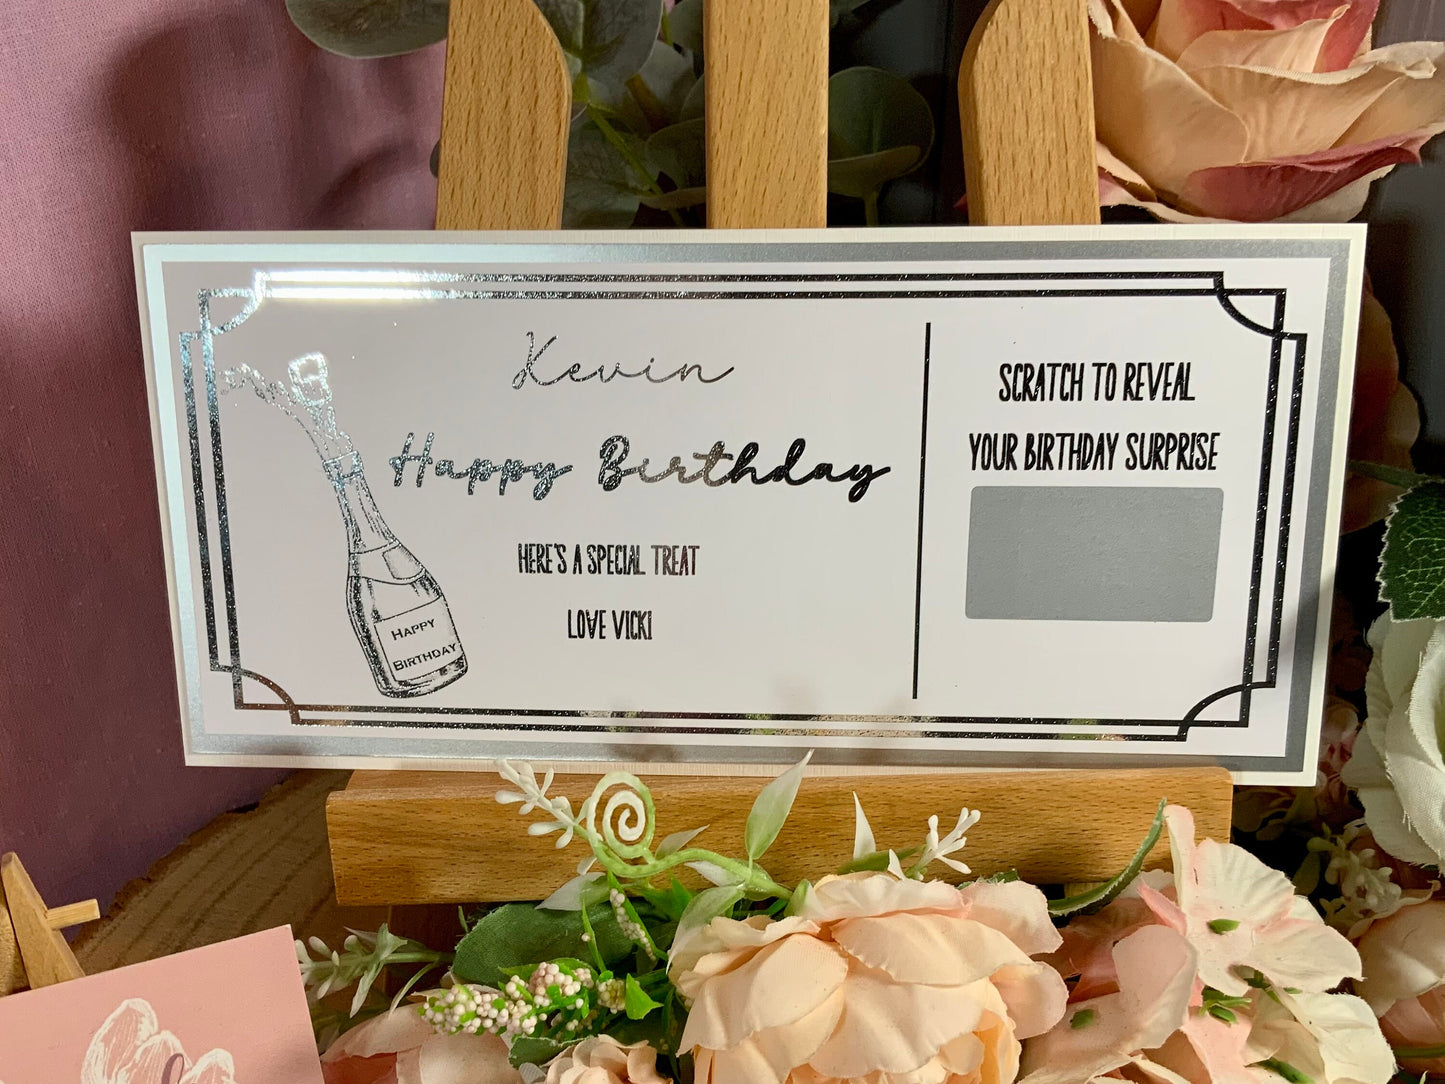 Kevin
Happy Birthday
HERE'S A SPECIAL TREAT
LOVE VICKI
HAPPY
BIRTHDAY
SCRATCH TO REVEAL
YOUR BIRTHDAY SURPRISE